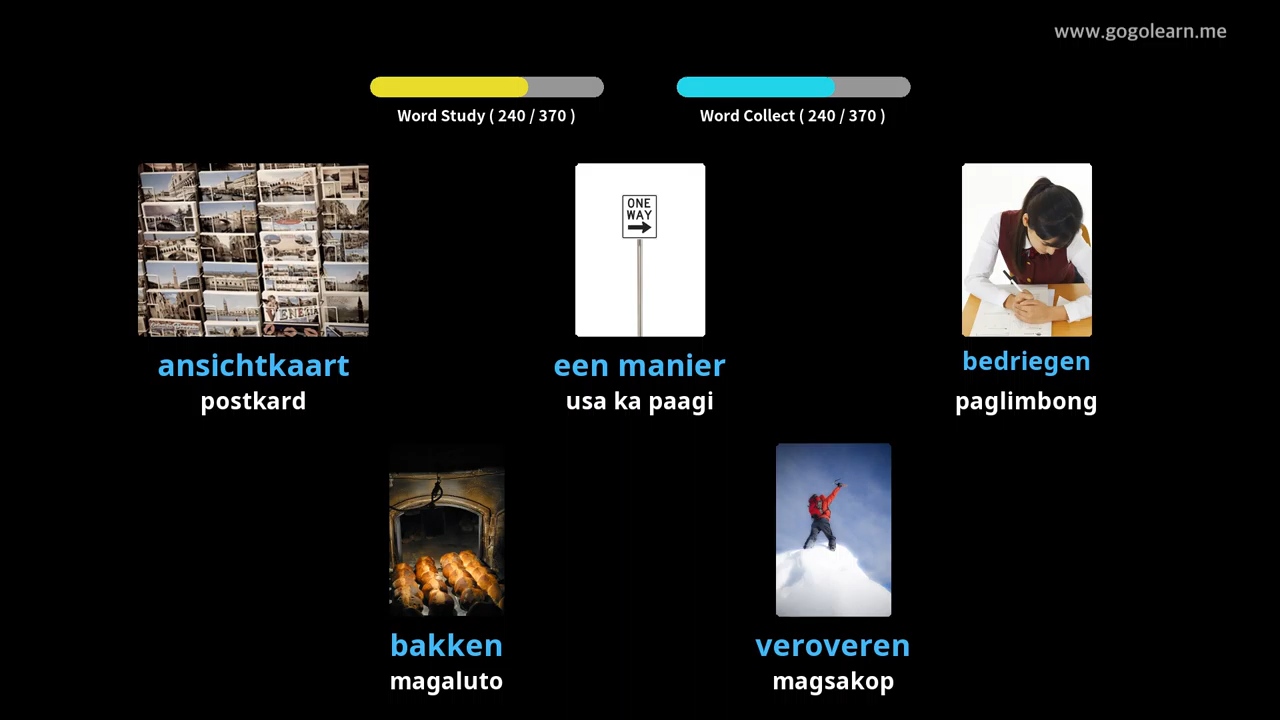 www.gogolearn.me
Word Study ( 240 / 370 )
Word Collect ( 240 / 370 )
ONE
WAY
ansichtkaart
postkard
een manier
usa ka paagi
bedriegen
paglimbong
bakken
magaluto
veroveren
magsakop